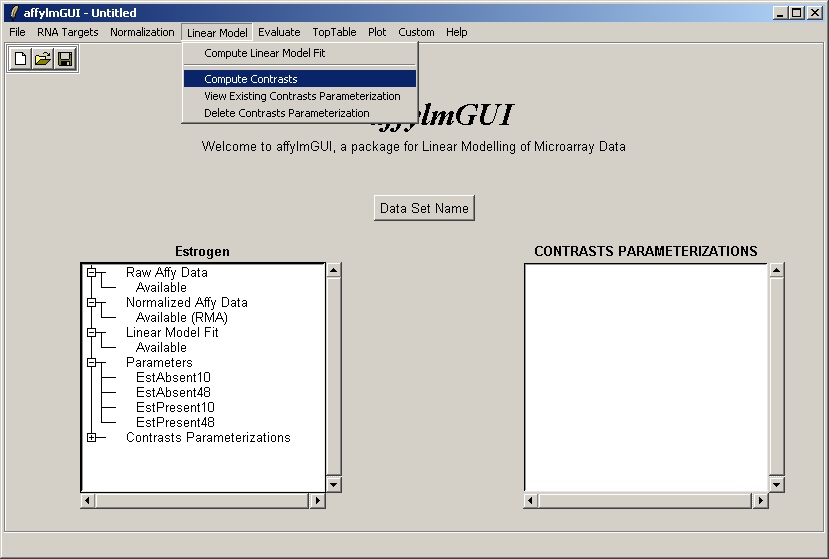 affylmGUI - Untitled
File RNA Targets Normalization Linear Model Evaluate TopTable Plot Custom Help
Compute Linear Model Fit
Compute Contrasts
View Existing Contrasts Parameterization
Delete Contrasts Parameterization
affylmGUI
Welcome to affylmGUI, a package for Linear Modelling of Microarray Data
Data Set Name
Estrogen
Raw Affy Data
Available
Normalized Affy Data
Available (RMA)
Linear Model Fit
Available
Parameters
EstAbsent10
EstAbsent48
EstPresent10
EstPresent48
Contrasts Parameterizations
CONTRASTS PARAMETERIZATIONS